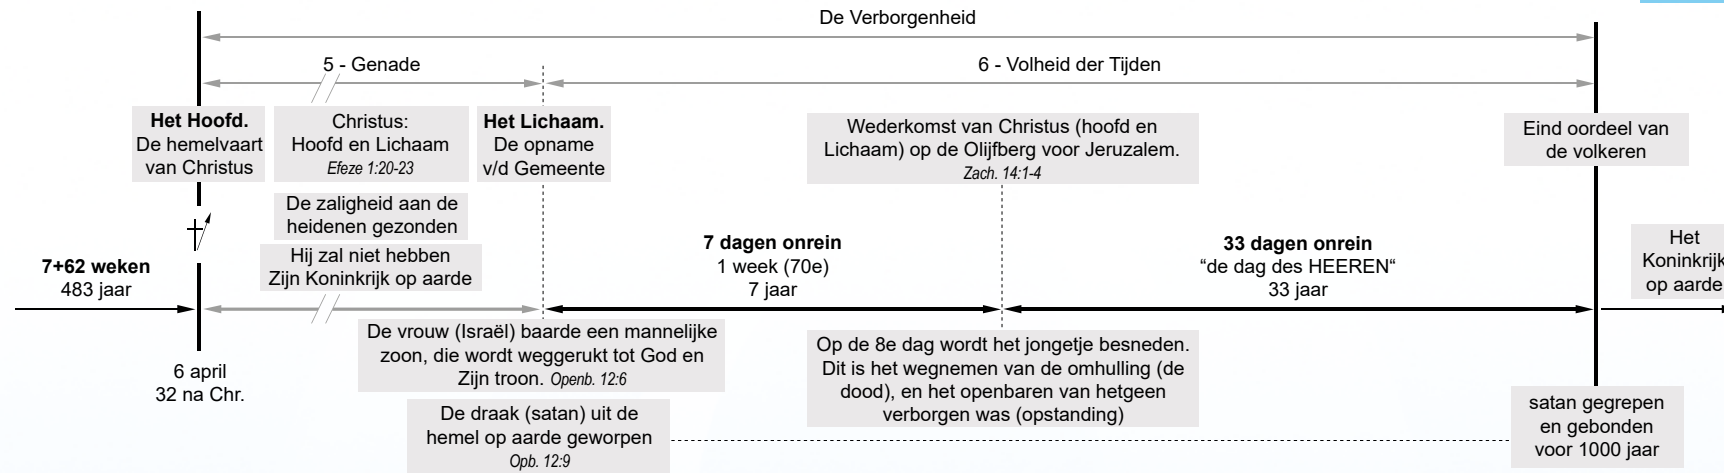 De Verborgenheid
5 - Genade
6 - Volheid der Tijden
Het Hoofd.
De hemelvaart
van Christus
Christus:
Hoofd en Lichaam
Efeze 1:20-23
Het Lichaam.
De opname
v/d Gemeente
Wederkomst van Christus (hoofd en
Lichaam) op de Olijfberg voor Jeruzalem.
Zach. 14:1-4
Eind oordeel van
de volkeren
De zaligheid aan de
heidenen gezonden
Hij zal niet hebben
Zijn Koninkrijk op aarde
7+62 weken
483 jaar
7 dagen onrein
1 week (70e)
7 jaar
33 dagen onrein
“de dag des HEEREN“
33 jaar
Het
Koninkrijk
op aarde
6 april
32 na Chr.
De vrouw (Israël) baarde een mannelijke
zoon, die wordt weggerukt tot God en
Zijn troon. Openb. 12:6
De draak (satan) uit de
hemel op aarde geworpen
Opb. 12:9
Op de 8e dag wordt het jongetje besneden.
Dit is het wegnemen van de omhulling (de
dood), en het openbaren van hetgeen
verborgen was (opstanding)
satan gegrepen
en gebonden
voor 1000 jaar